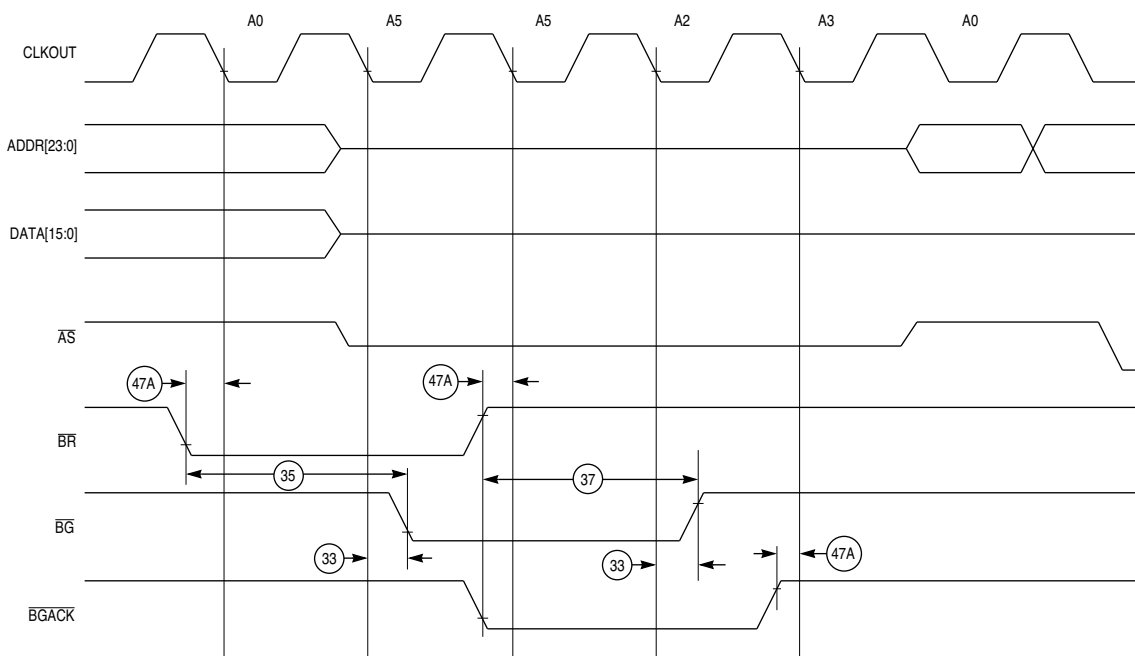 A0 A5 A5 A2 A3 A0
CLKOUT
ADDR[23:0]
DATA[15:0]
AS
47A 47A
BR
35 37
BG
33 33 47A
BGACK